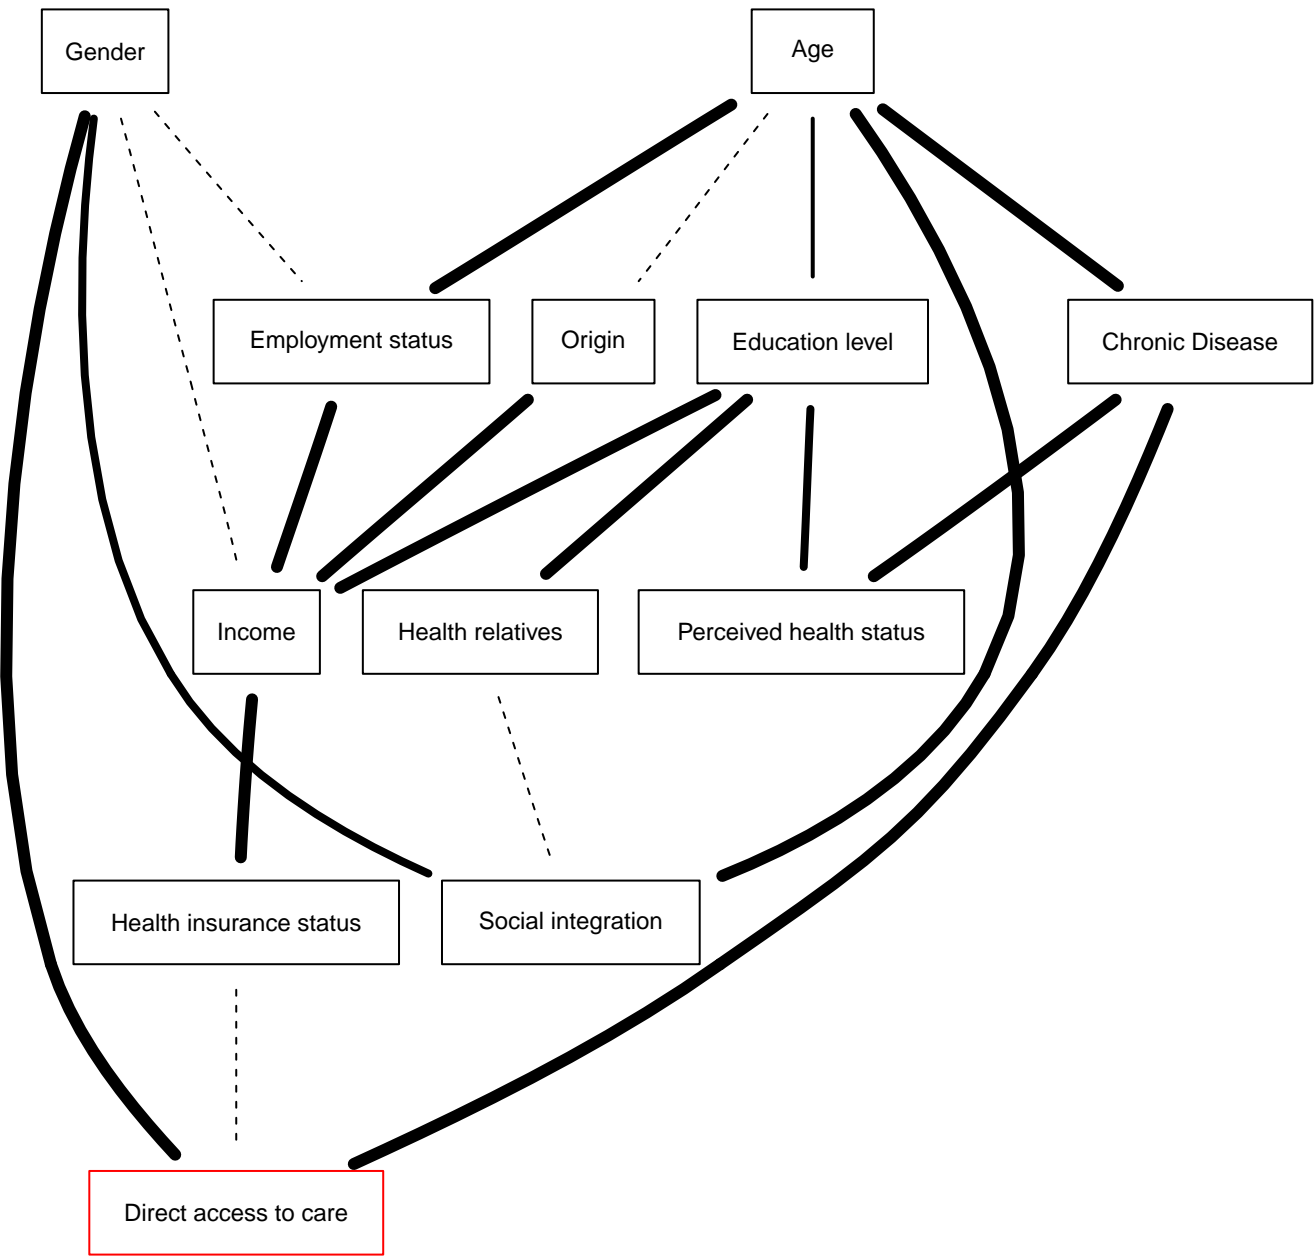 Gender
Age
Employment status
Origin
Education level
Chronic Disease
Income
Health relatives
Perceived health status
Health insurance status
Social integration
Direct access to care